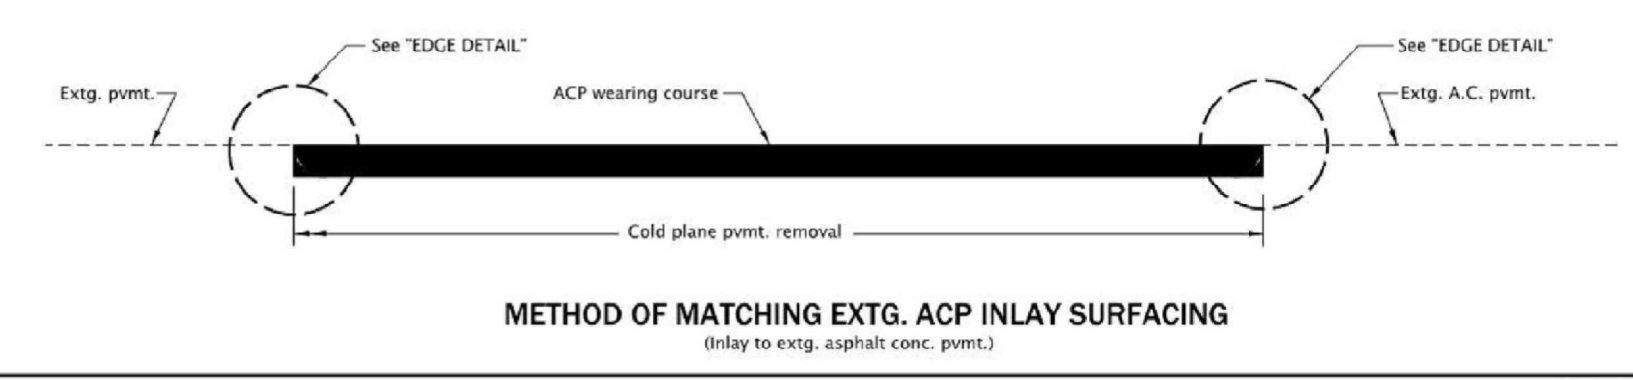 See "EDGE DETAIL"
See "EDGE DETAIL"
Extg. pvmt.
ACP wearing course
Extg. A.C. pvmt.
Cold plane pvmt. removal
METHOD OF MATCHING EXTG. ACP INLAY SURFACING
(Inlay to extg. asphalt conc. pvmt.)